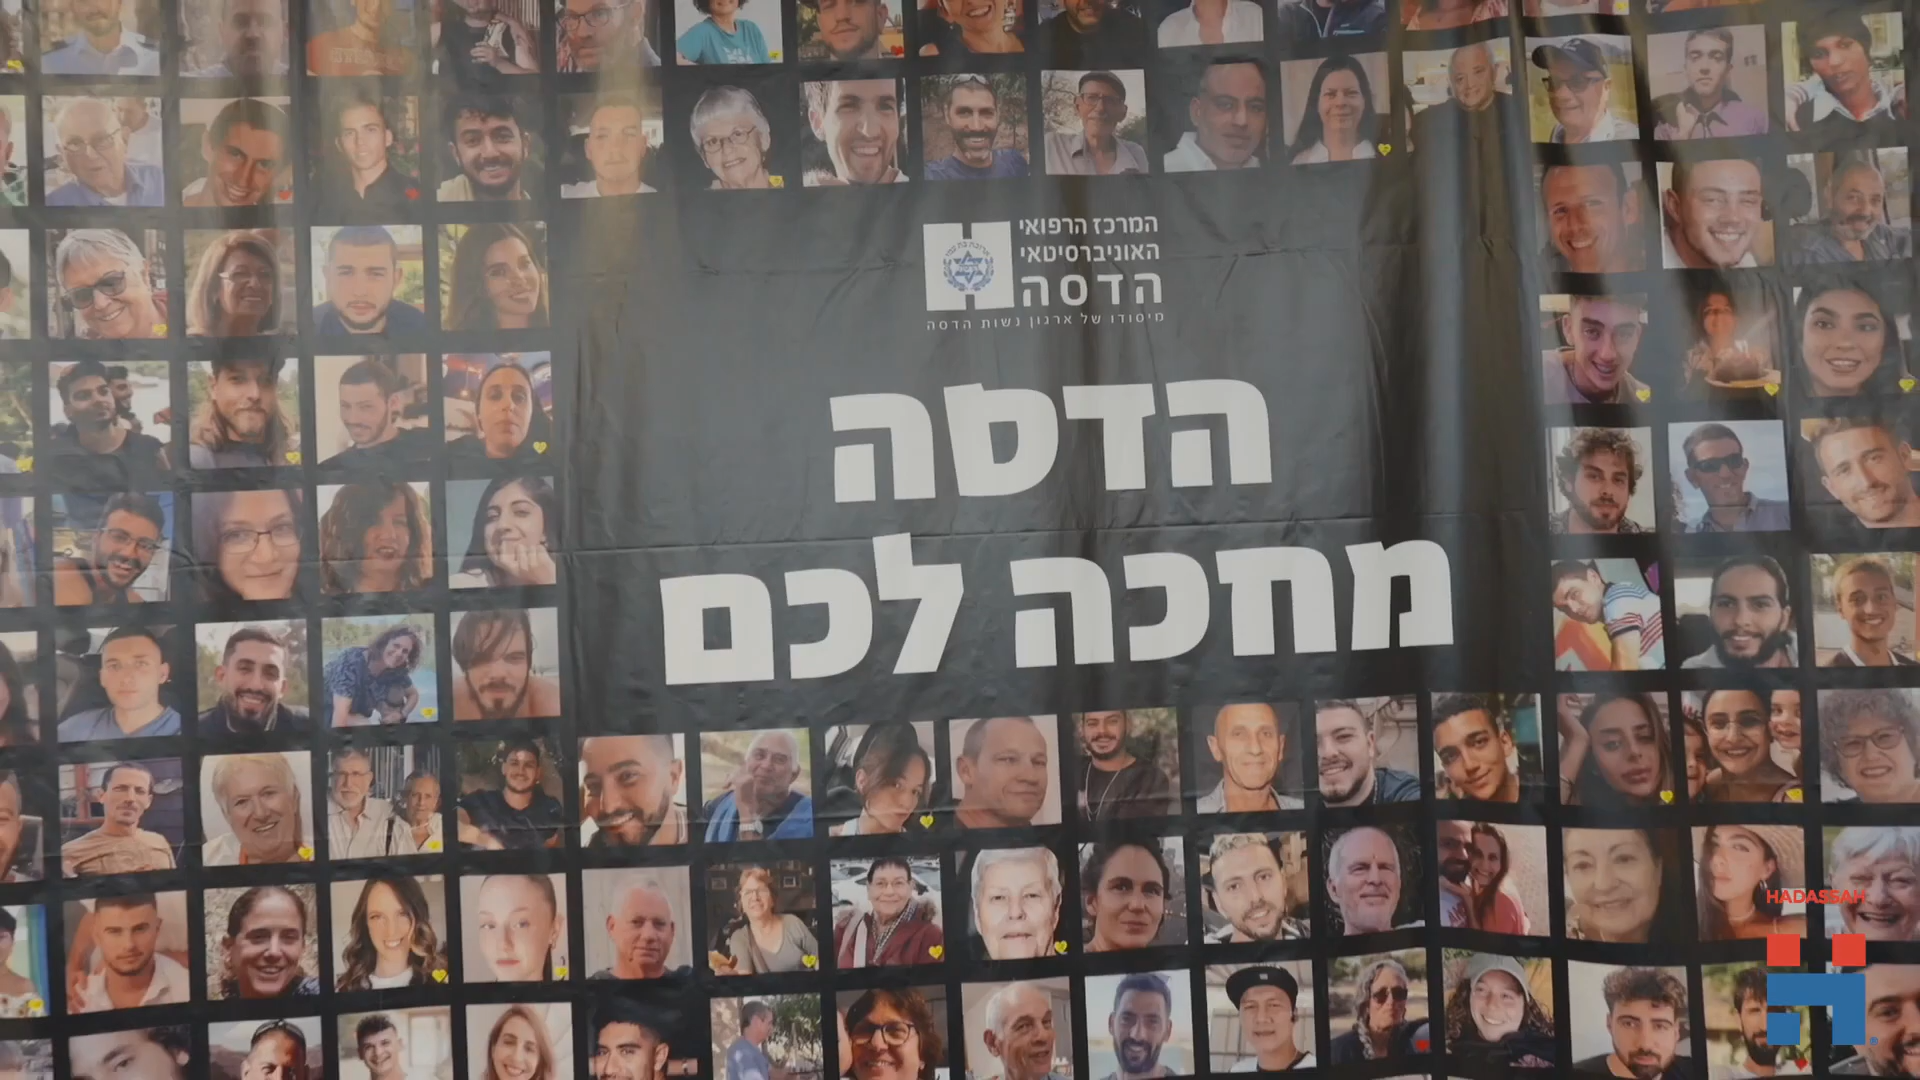 המרכז הרפואי
האוניברסיטאי
הדסה
מיסודו של ארגון נשות הדסה
הדסה
מחכה לכם
HADASSAH